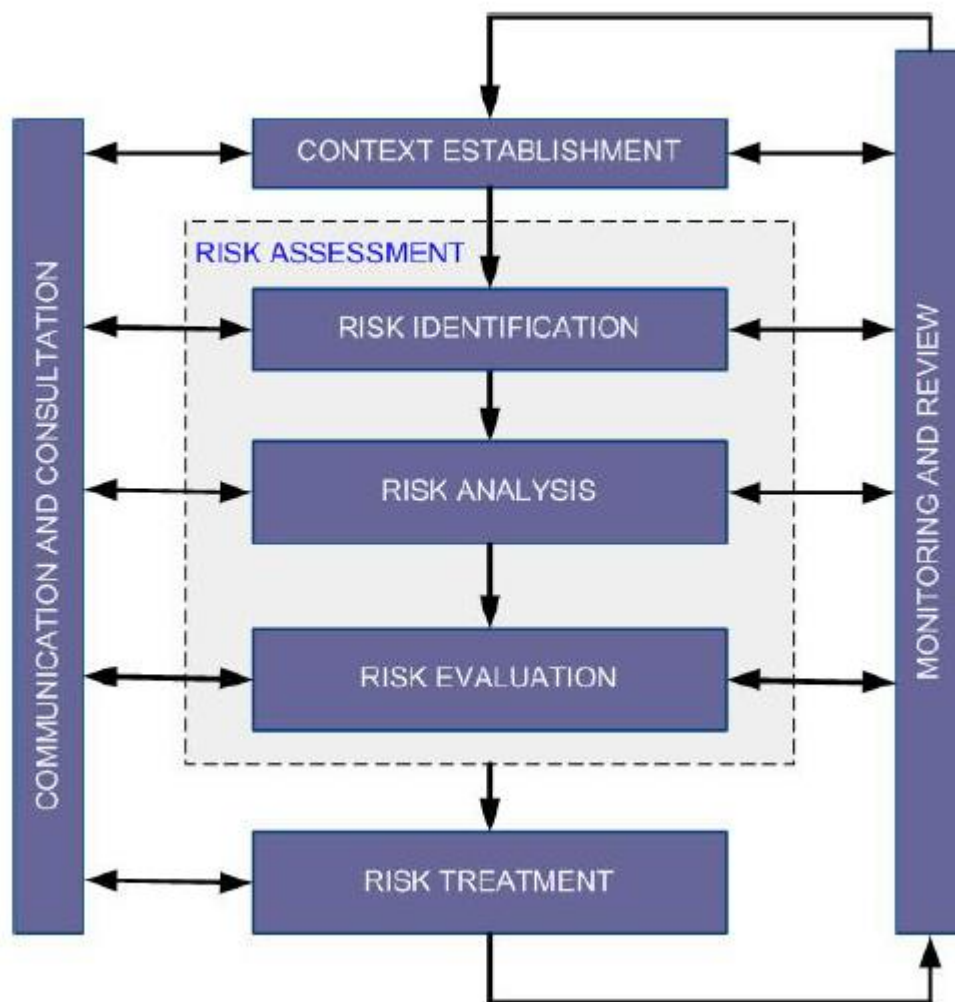 CONTEXT ESTABLISHMENT
RISK ASSESSMENT
RISK IDENTIFICATION
RISK ANALYSIS
RISK EVALUATION
RISK TREATMENT
COMMUNICATION AND CONSULTATION
MONITORING AND REVIEW